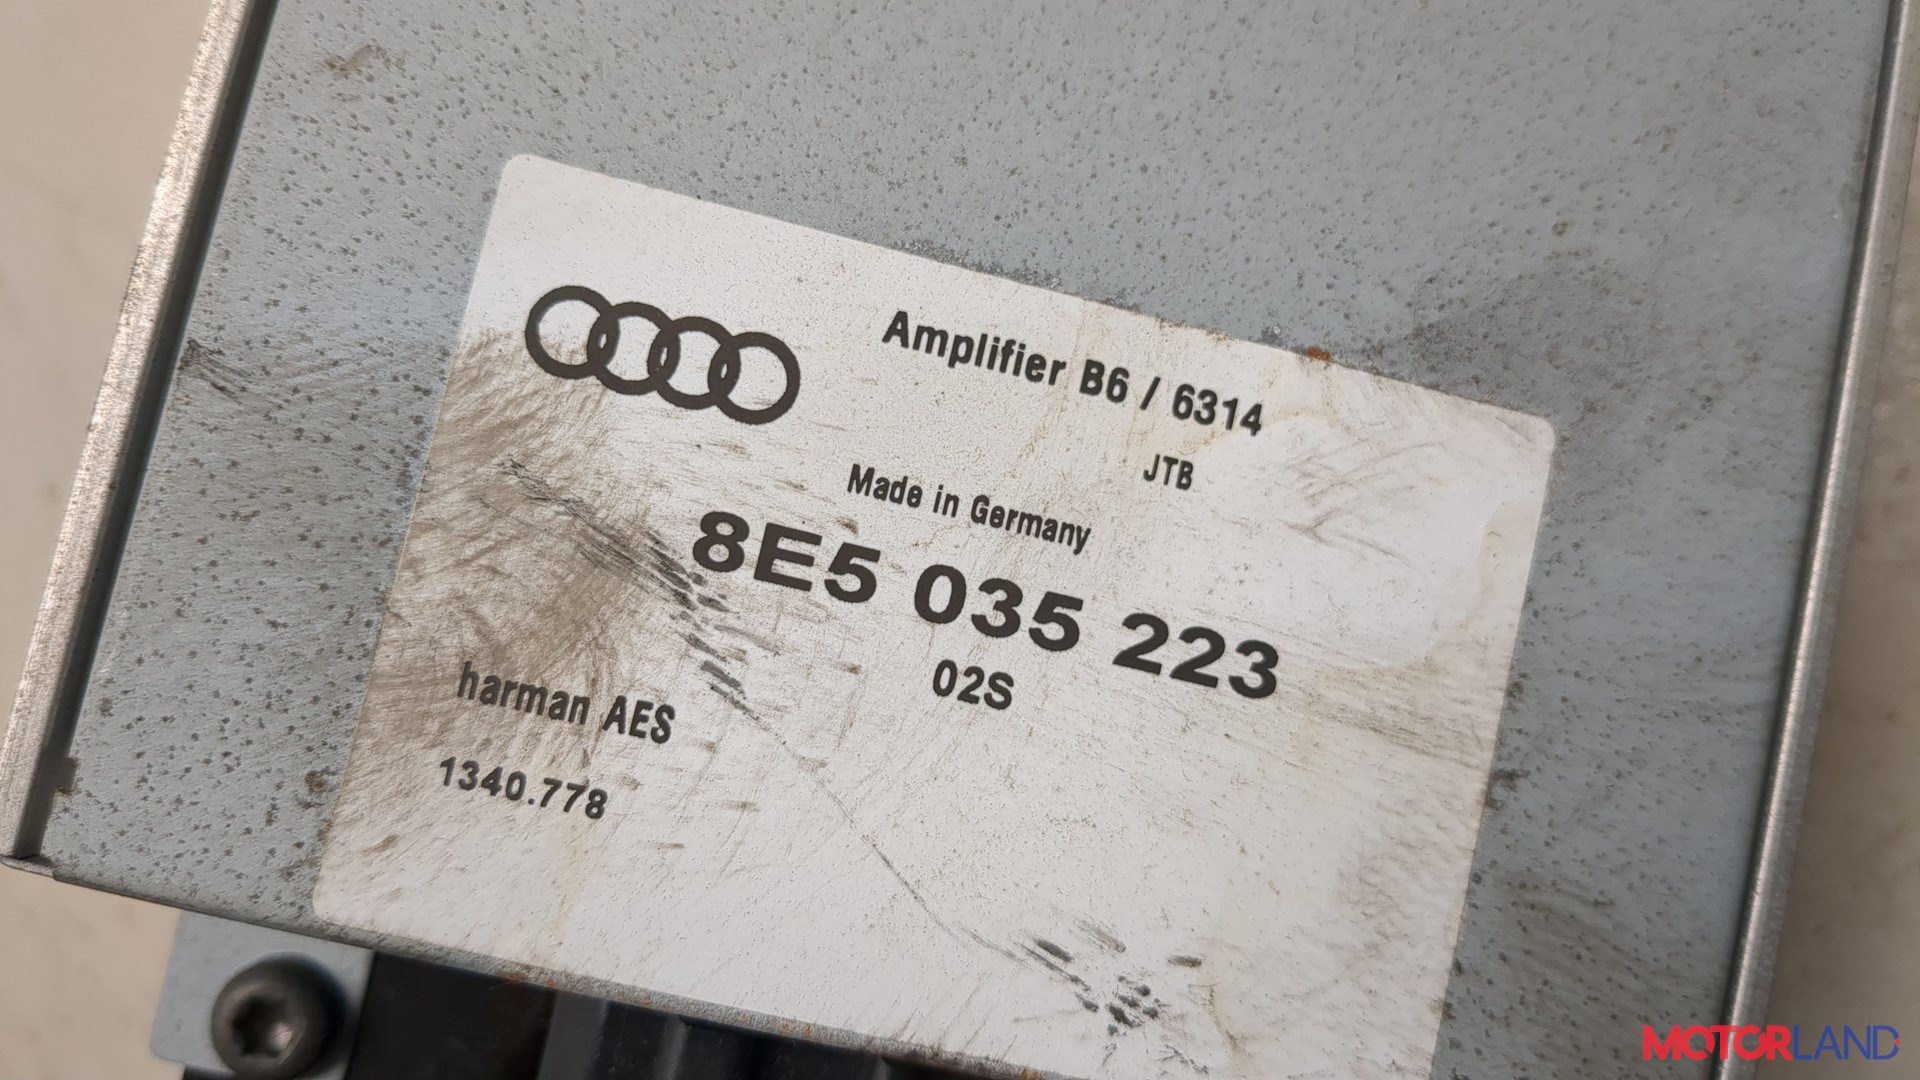 Amplifier B6 / 6314
JTB
Made in Germany
8E5 035 223
02S
harman AES
1340.778
MOTORLAND